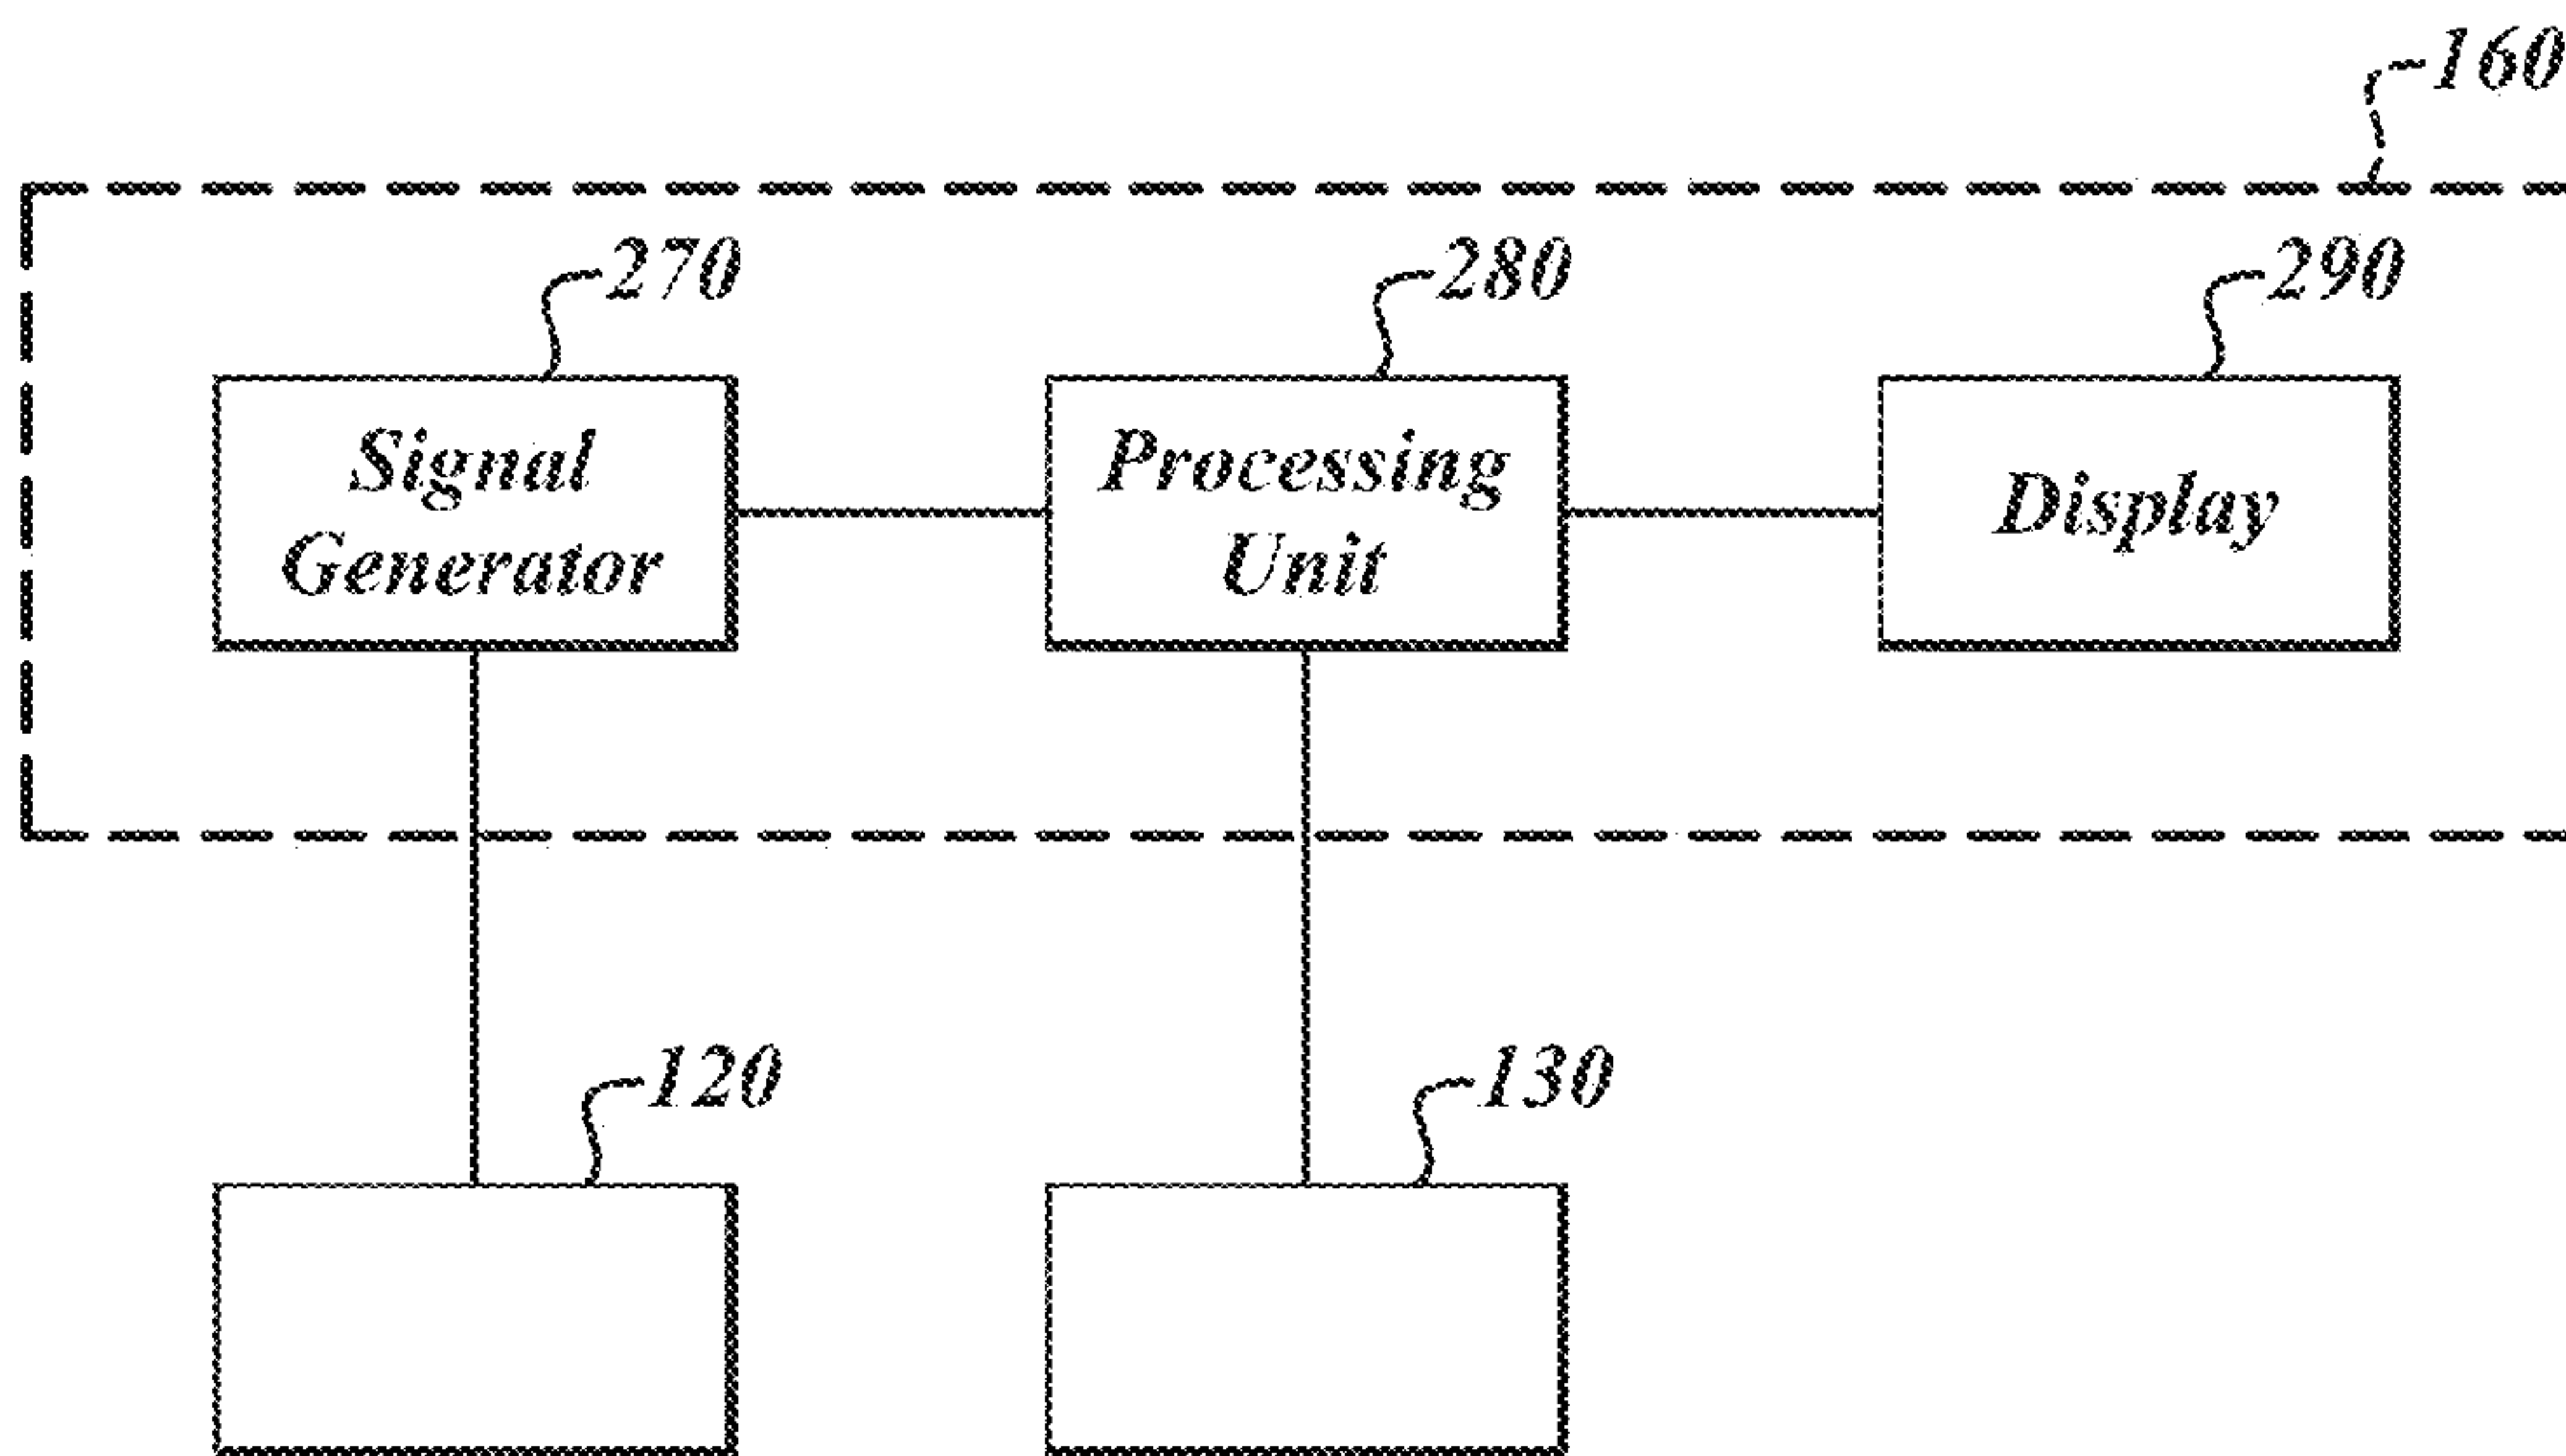 160
270
280
290
Signal
Generator
Processing
Unit
Display
120
130